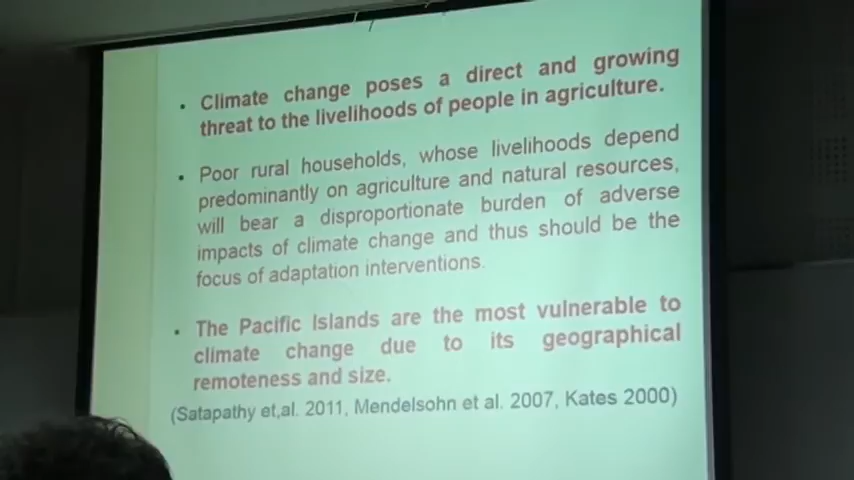 • Climate change poses a direct and growing
threat to the livelihoods of people in agriculture.
• Poor rural households, whose livelihoods depend
predominantly on agriculture and natural resources,
will bear a disproportionate burden of adverse
impacts of climate change and thus should be the
focus of adaptation interventions.
• The Pacific Islands are the most vulnerable to
climate change due to its geographical
remoteness and size.
(Satapathy et,al. 2011, Mendelsohn et al. 2007, Kates 2000)